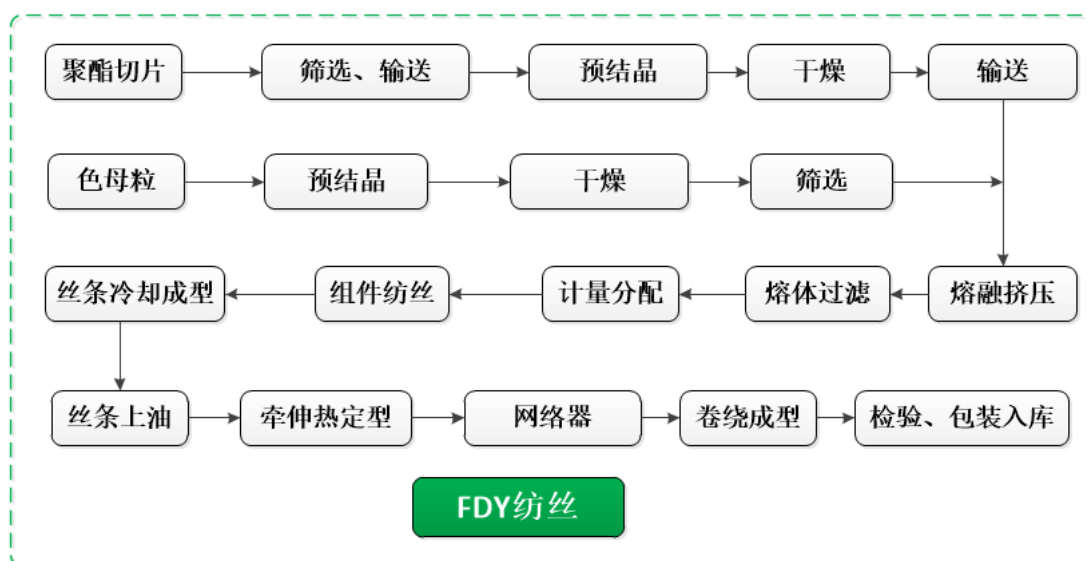 聚酯切片
筛选、输送
预结晶
干燥
输送
色母粒
预结晶
干燥
筛选
丝条冷却成型
组件纺丝
计量分配
熔体过滤
熔融挤压
丝条上油
牵伸热定型
网络器
卷绕成型
检验、包装入库
FDY纺丝